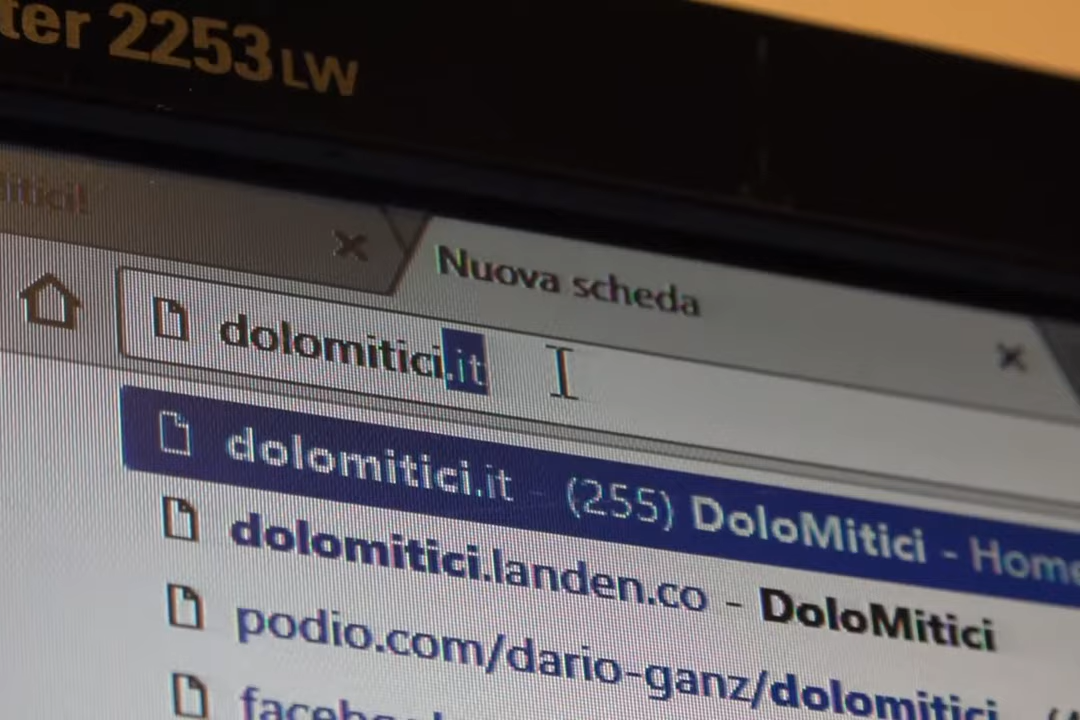 ter 2253LW
itici!
Nuova scheda
dolomitici.it
dolomitici.it - (255) DoloMitici - Home
dolomitici.landen.co - DoloMitici
podio.com/dario-ganz/dolomitici